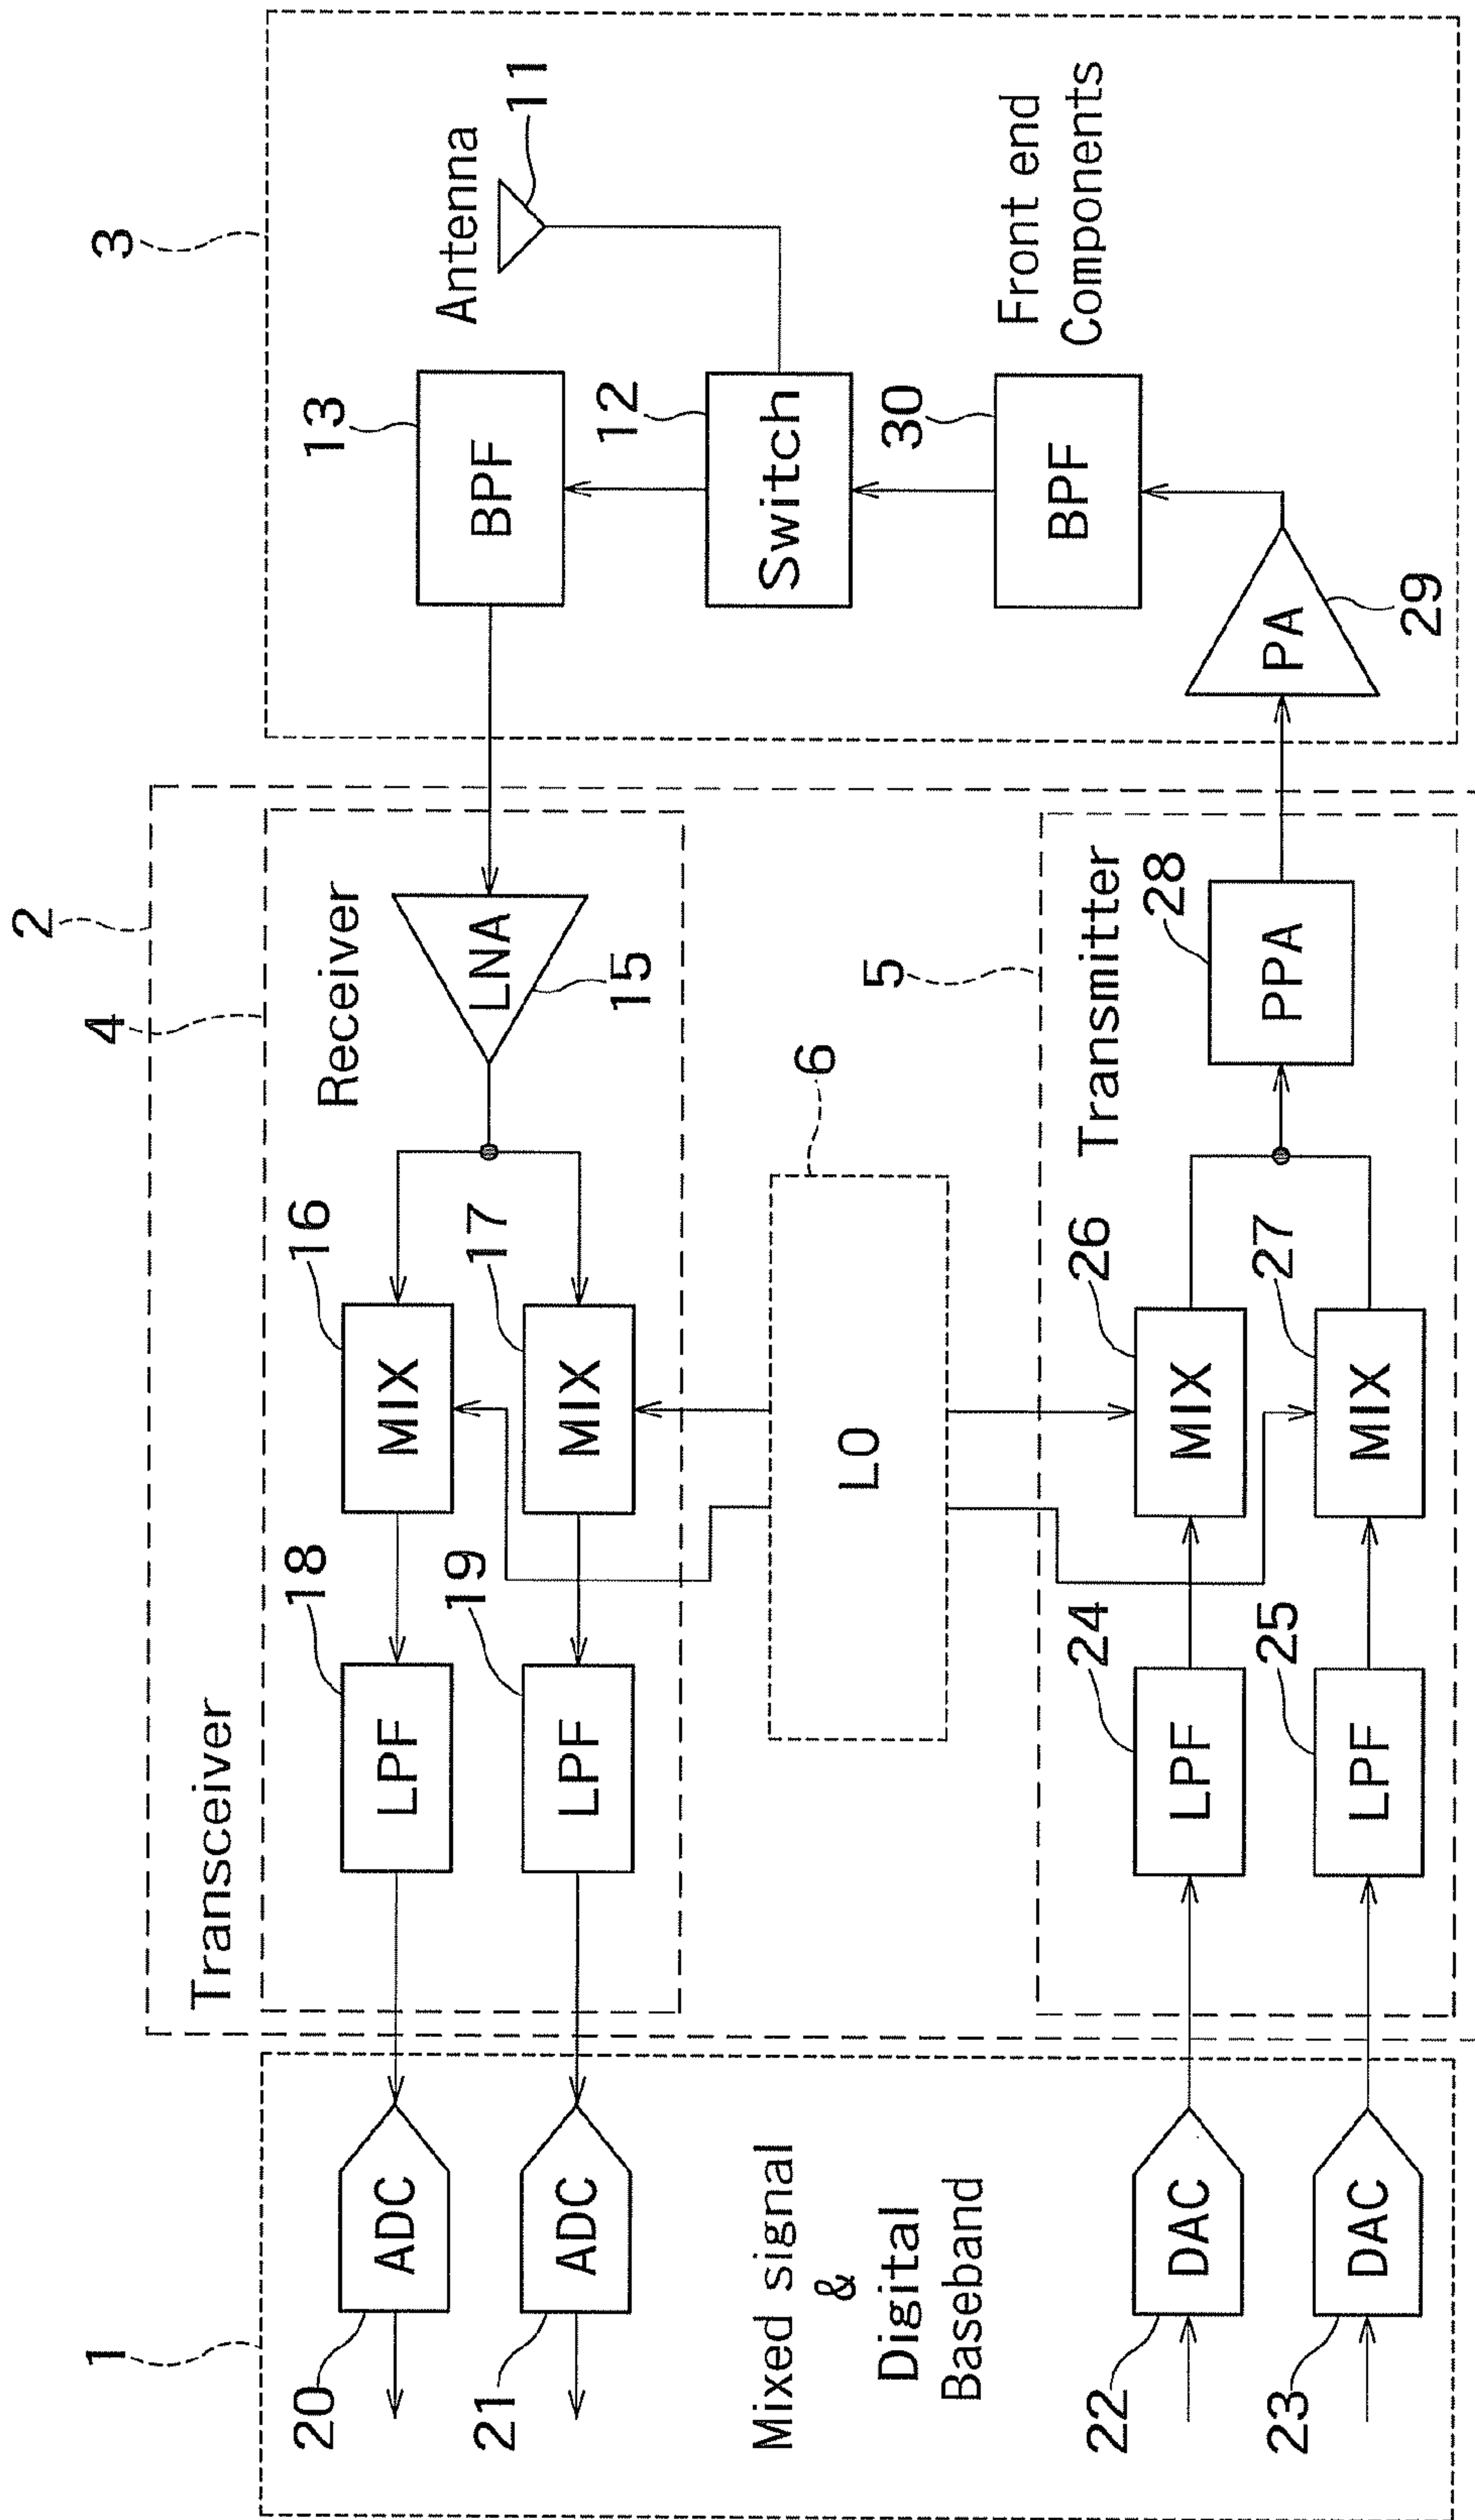 1
2
3
Transceiver
4
Receiver
Antenna
11
20
ADC
18
LPF
16
MIX
LNA
15
13
BPF
21
ADC
19
LPF
17
MIX
12
Switch
Mixed signal
&
Digital
Baseband
LO
6
Front end
Components
5
Transmitter
30
BPF
22
DAC
24
LPF
26
MIX
28
PPA
PA
29
23
DAC
25
LPF
27
MIX